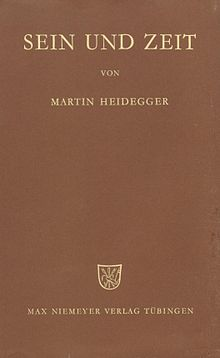 SEIN UND ZEIT
VON
MARTIN HEIDEGGER
MAX NIEMEYER VERLAG TÜBINGEN